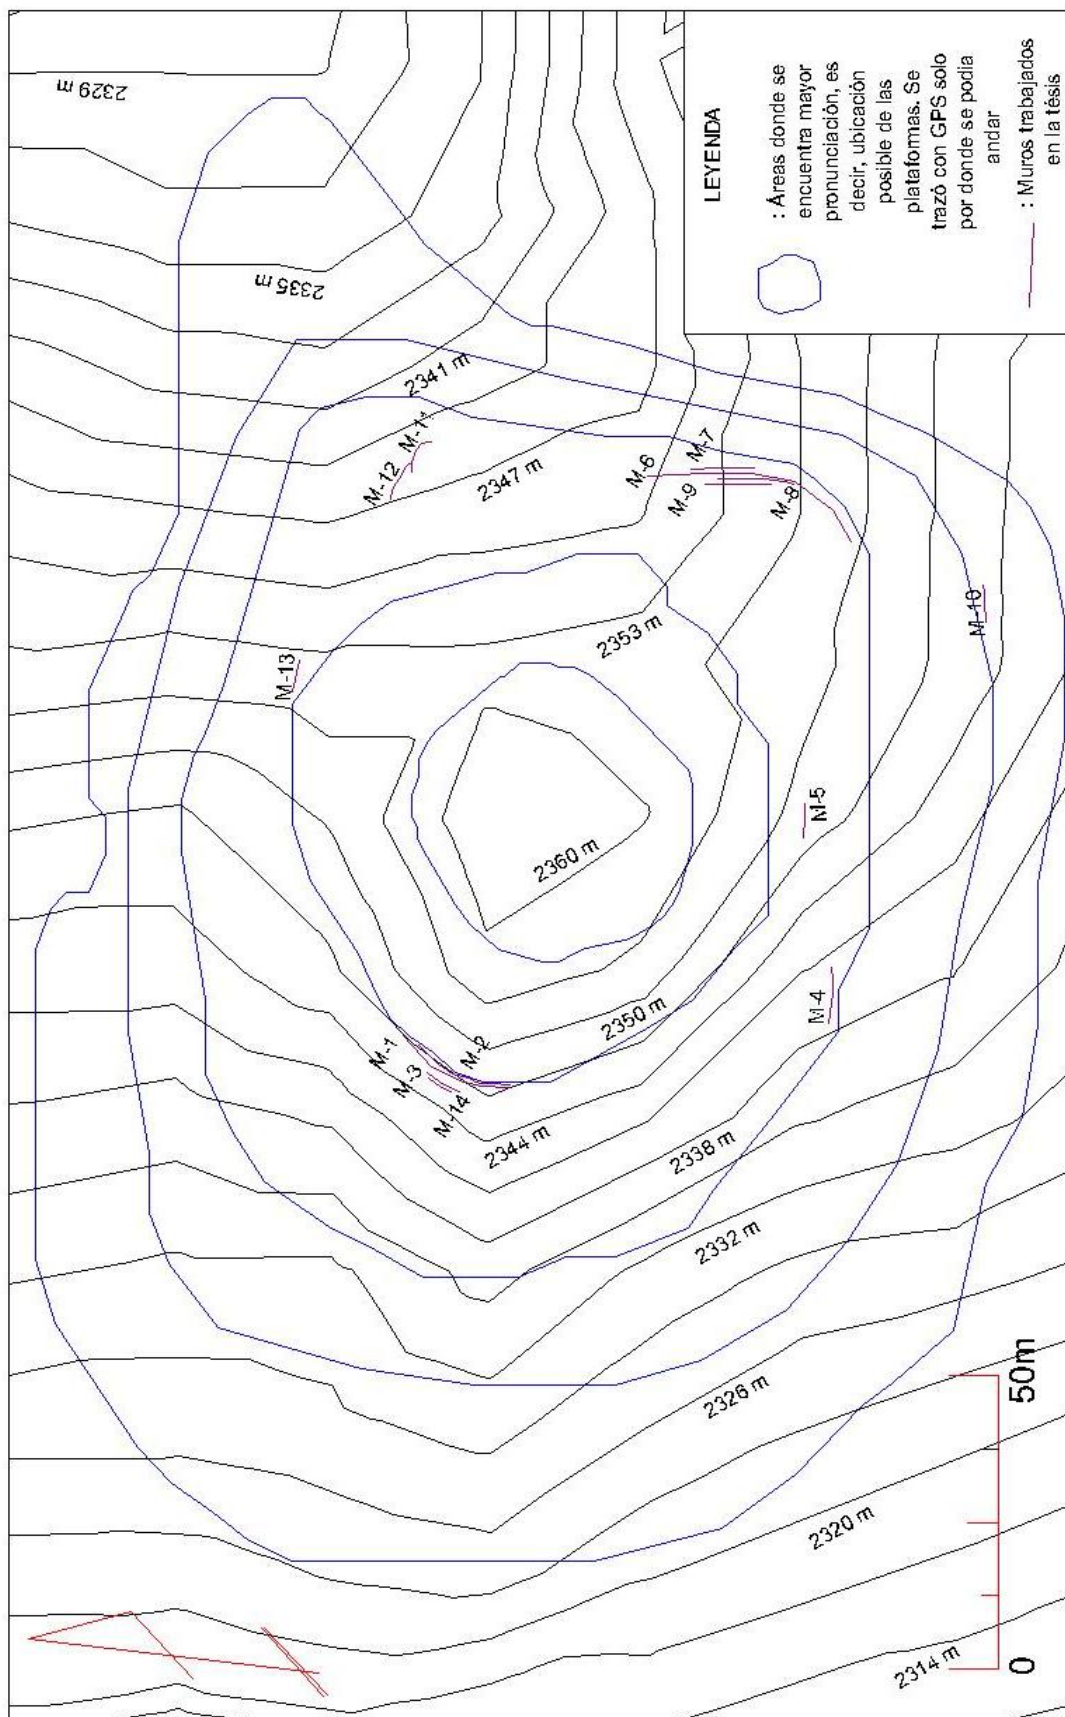 2329 m
2335 m
2341 m
M-11
M-12
2347 m
M-6
M-7
M-9
M-8
2353 m
M-10
M-13
2360 m
M-5
M-4
2350 m
M-1
M-2
M-3
M-14
2344 m
2338 m
2332 m
2326 m
2320 m
2314 m
0
50m
LEYENDA
: Áreas donde se
encuentra mayor
pronunciación, es
decir, ubicación
posible de las
plataformas. Se
trazó con GPS solo
por donde se podia
andar
: Muros trabajados
en la tésis